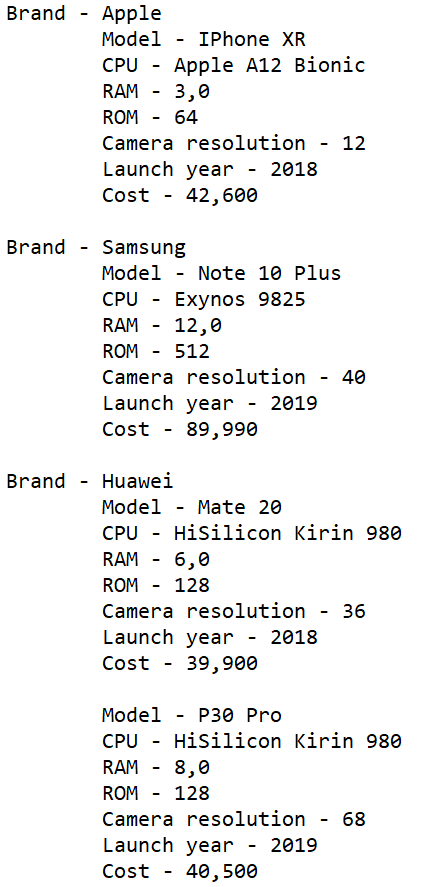 Brand - Apple
Model - IPhone XR
CPU - Apple A12 Bionic
RAM - 3,0
ROM - 64
Camera resolution - 12
Launch year - 2018
Cost - 42,600
Brand - Samsung
Model - Note 10 Plus
CPU - Exynos 9825
RAM - 12,0
ROM - 512
Camera resolution - 40
Launch year - 2019
Cost - 89,990
Brand - Huawei
Model - Mate 20
CPU - HiSilicon Kirin 980
RAM - 6,0
ROM - 128
Camera resolution - 36
Launch year - 2018
Cost - 39,900
Model - P30 Pro
CPU - HiSilicon Kirin 980
RAM - 8,0
ROM - 128
Camera resolution - 68
Launch year - 2019
Cost - 40,500